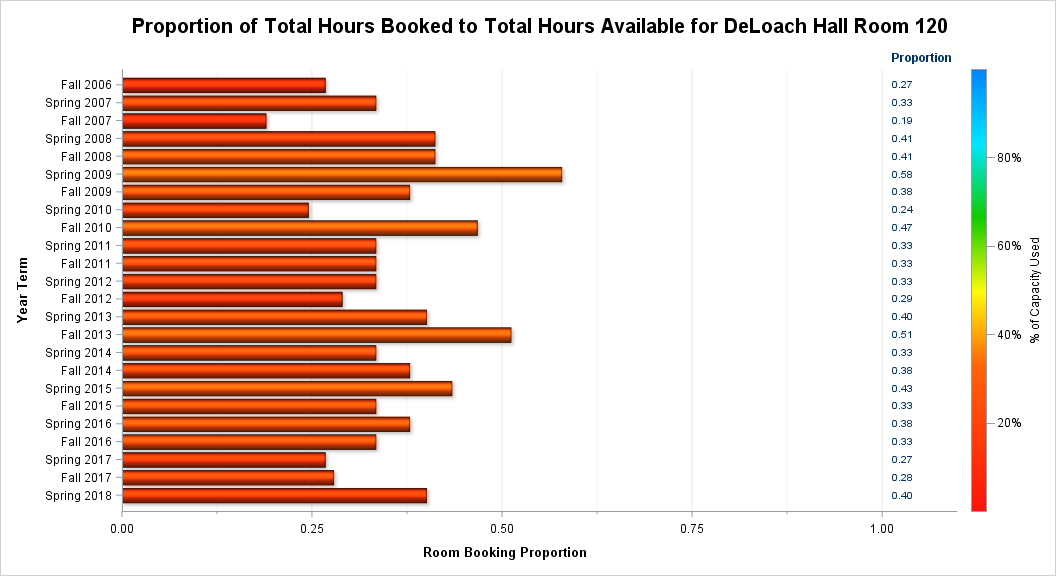 Proportion of Total Hours Booked to Total Hours Available for DeLoach Hall Room 120
Proportion
Fall 2006 0.27
Spring 2007 0.33
Fall 2007 0.19
Spring 2008 0.41
Fall 2008 0.41
Spring 2009 0.58
Fall 2009 0.38
Spring 2010 0.24
Fall 2010 0.47
Spring 2011 0.33
Fall 2011 0.33
Spring 2012 0.33
Fall 2012 0.29
Spring 2013 0.40
Fall 2013 0.51
Spring 2014 0.33
Fall 2014 0.38
Spring 2015 0.43
Fall 2015 0.33
Spring 2016 0.38
Fall 2016 0.33
Spring 2017 0.27
Fall 2017 0.28
Spring 2018 0.40
Year Term
80%
60%
40%
20%
% of Capacity Used
0.00 0.25 0.50 0.75 1.00
Room Booking Proportion